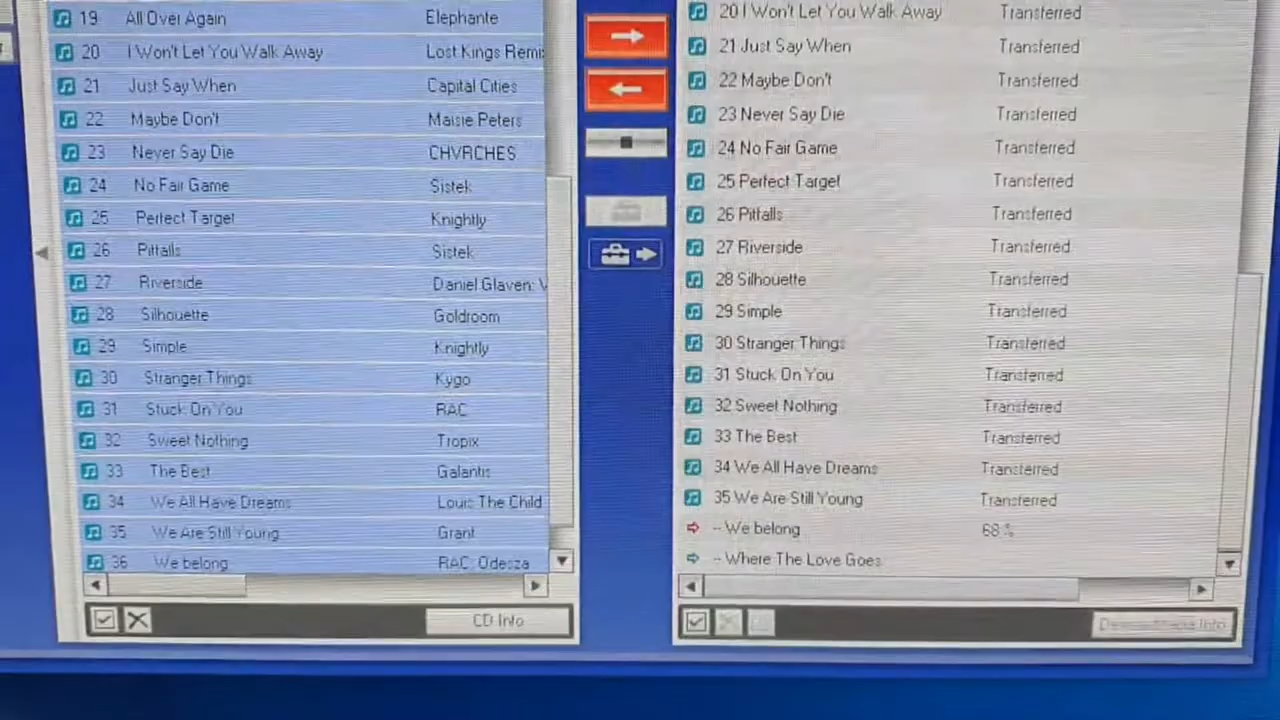 19 All Over Again Elephante
20 I Won't Let You Walk Away Lost Kings Remi
21 Just Say When Capital Cities
22 Maybe Don't Maisie Peters
23 Never Say Die CHVRCHES
24 No Fair Game Sistek
25 Perfect Target Knightly
26 Pitfalls Sistek
27 Riverside Daniel Glaven: V
28 Silhouette Goldroom
29 Simple Knightly
30 Stranger Things Kygo
31 Stuck On You RAC
32 Sweet Nothing Tropix
33 The Best Galantis
34 We All Have Dreams Louis The Child
35 We Are Still Young Grant
36 We belong RAC: Odesza
CD Info
20 I Won't Let You Walk Away Transferred
21 Just Say When Transferred
22 Maybe Don't Transferred
23 Never Say Die Transferred
24 No Fair Game Transferred
25 Perfect Target Transferred
26 Pitfalls Transferred
27 Riverside Transferred
28 Silhouette Transferred
29 Simple Transferred
30 Stranger Things Transferred
31 Stuck On You Transferred
32 Sweet Nothing Transferred
33 The Best Transferred
34 We All Have Dreams Transferred
35 We Are Still Young Transferred
-- We belong 68 %
-- Where The Love Goes
Info